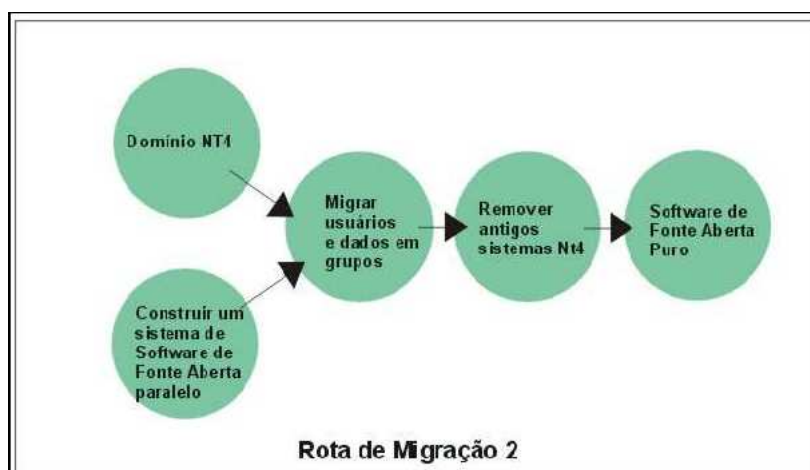 Domínio NT4
Migrar
usuários
e dados em
grupos
Remover
antigos
sistemas Nt4
Software de
Fonte Aberta
Puro
Construir um
sistema de
Software de
Fonte Aberta
paralelo
Rota de Migração 2